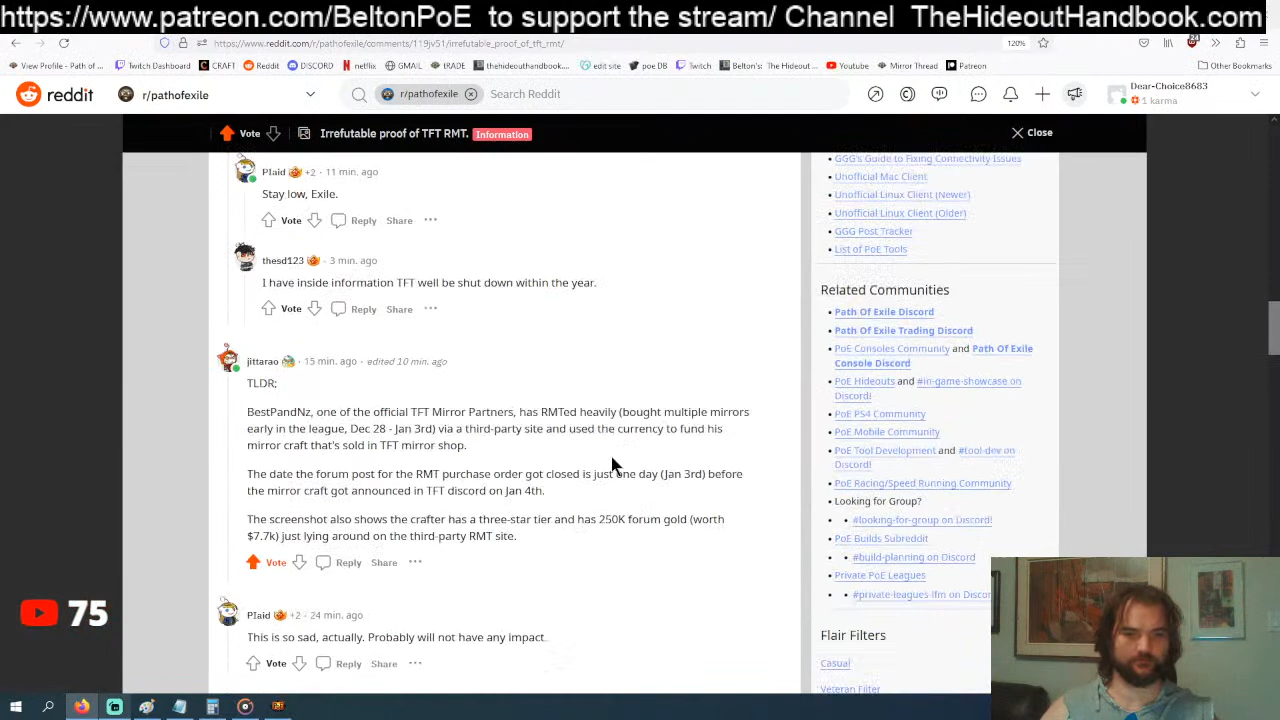 https://www.patreon.com/BeltonPoE to support the stream/ Channel TheHideoutHandbook.com
https://www.reddit.com/r/pathofexile/comments/119jv51/irrefutable_proof_of_tft_rmt/
120%
24
View Profile - Path of ...
Twitch Dashboard
CRAFT
Reddit
DISCORD
netflix
GMAIL
tRADE
thehideouthandbook...
edit site
poe DB
Twitch
Belton's: The Hideout ...
Youtube
Mirror Thread
Patreon
Other Bookmarks
reddit
r/pathofexile
r/pathofexile
Search Reddit
Dear-Choice8683
1 karma
Vote
Irrefutable proof of TFT RMT.
Information
Close
Plaid +2 · 11 min. ago
Stay low, Exile.
Vote Reply Share ···
thesd123 · 3 min. ago
I have inside information TFT well be shut down within the year.
Vote Reply Share ···
jittarao · 15 min. ago · edited 10 min. ago
TLDR;
BestPandNz, one of the official TFT Mirror Partners, has RMTed heavily (bought multiple mirrors
early in the league, Dec 28 - Jan 3rd) via a third-party site and used the currency to fund his
mirror craft that's sold in TFT mirror shop.
The date the forum post for the RMT purchase order got closed is just one day (Jan 3rd) before
the mirror craft got announced in TFT discord on Jan 4th.
The screenshot also shows the crafter has a three-star tier and has 250K forum gold (worth
$7.7k) just lying around on the third-party RMT site.
Vote Reply Share ···
Plaid +2 · 24 min. ago
This is so sad, actually. Probably will not have any impact.
Vote Reply Share ···
GGG's Guide to Fixing Connectivity Issues
Unofficial Mac Client
Unofficial Linux Client (Newer)
Unofficial Linux Client (Older)
GGG Post Tracker
List of PoE Tools
Related Communities
Path Of Exile Discord
Path Of Exile Trading Discord
PoE Consoles Community and Path Of Exile
Console Discord
PoE Hideouts and #in-game-showcase on
Discord!
PoE PS4 Community
PoE Mobile Community
PoE Tool Development and #tool-dev on
Discord!
PoE Racing/Speed Running Community
Looking for Group?
#looking-for-group on Discord!
PoE Builds Subreddit
#build-planning on Discord
Private PoE Leagues
#private-leagues-lfm on Discor
Flair Filters
Casual
Veteran Filter
75